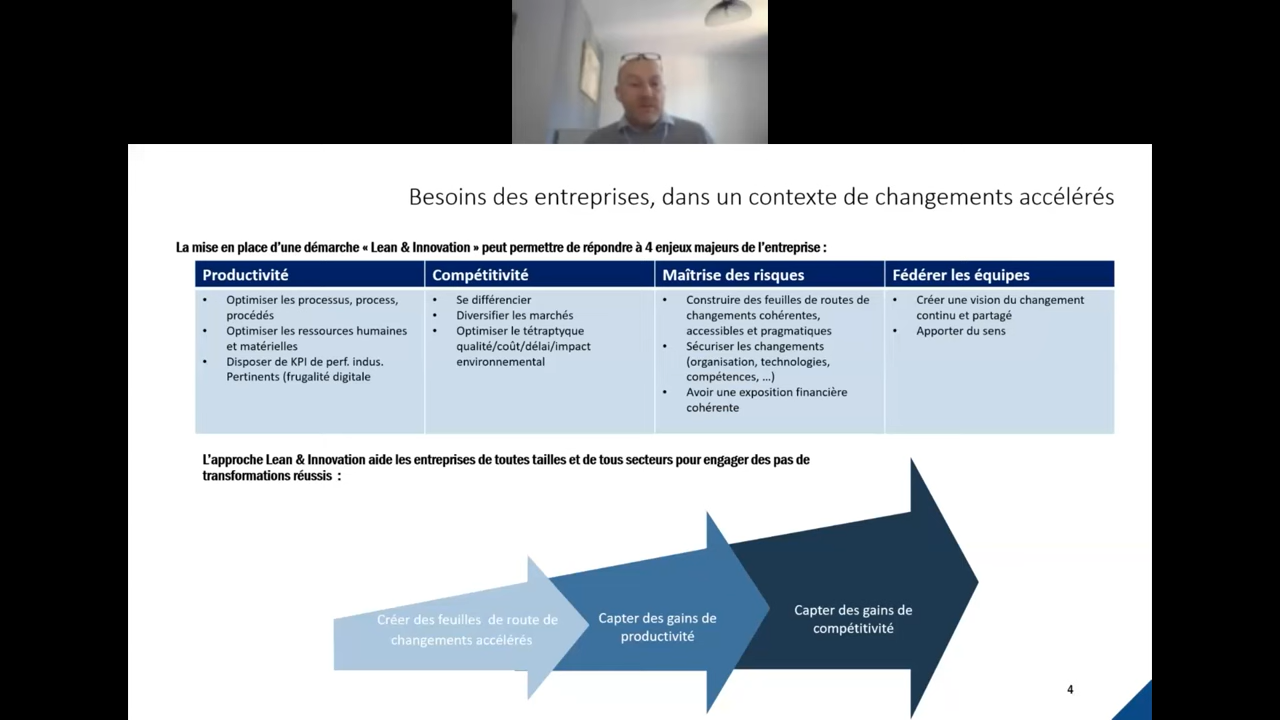 Besoins des entreprises, dans un contexte de changements accélérés
La mise en place d'une démarche « Lean & Innovation » peut permettre de répondre à 4 enjeux majeurs de l'entreprise :
Productivité
• Optimiser les processus, process,
procédés
• Optimiser les ressources humaines
et matérielles
• Disposer de KPI de perf. indus.
Pertinents (frugalité digitale
Compétitivité
• Se différencier
• Diversifier les marchés
• Optimiser le tétraptyque
qualité/coût/délai/impact
environnemental
Maîtrise des risques
• Construire des feuilles de routes de
changements cohérentes,
accessibles et pragmatiques
• Sécuriser les changements
(organisation, technologies,
compétences, …)
• Avoir une exposition financière
cohérente
Fédérer les équipes
• Créer une vision du changement
continu et partagé
• Apporter du sens
L'approche Lean & Innovation aide les entreprises de toutes tailles et de tous secteurs pour engager des pas de
transformations réussis :
Créer des feuilles de route de
changements accélérés
Capter des gains de
productivité
Capter des gains de
compétitivité
4